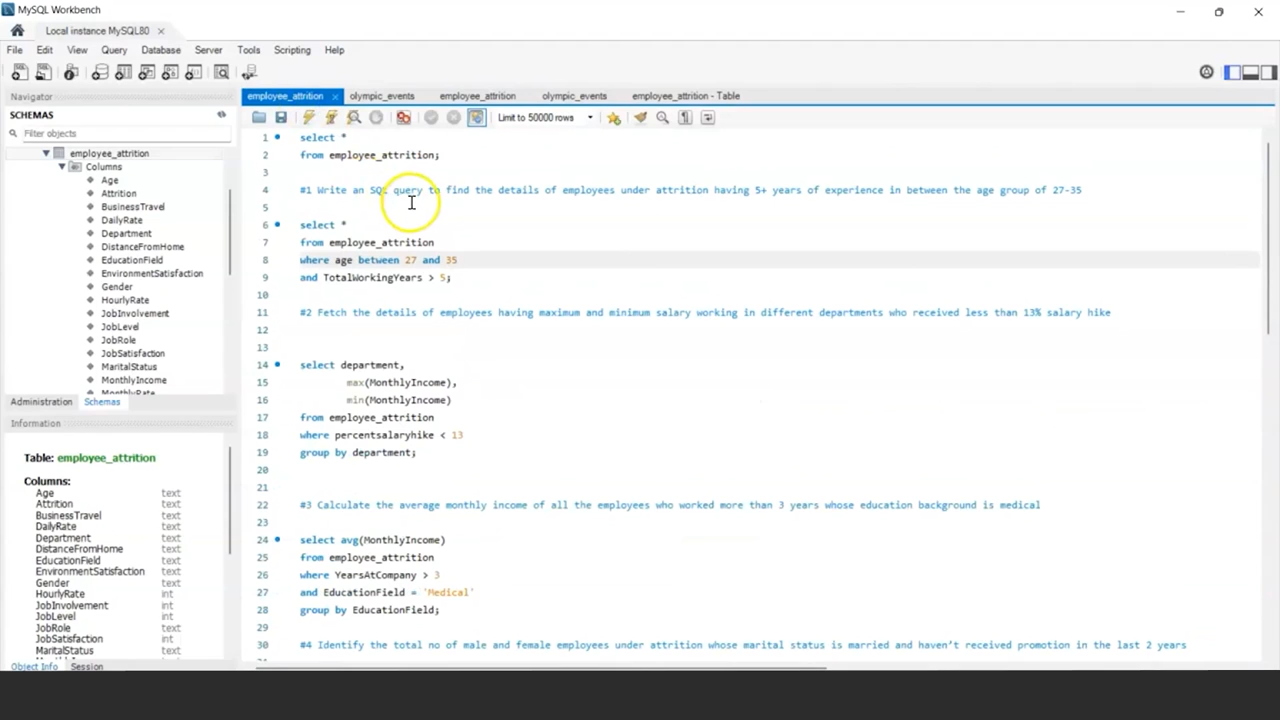 MySQL Workbench
Local instance MySQL80
File Edit View Query Database Server Tools Scripting Help
Navigator
SCHEMAS
Filter objects
employee_attrition
Columns
Age
Attrition
BusinessTravel
DailyRate
Department
DistanceFromHome
EducationField
EnvironmentSatisfaction
Gender
HourlyRate
JobInvolvement
JobLevel
JobRole
JobSatisfaction
MaritalStatus
MonthlyIncome
MonthlyRate
Administration Schemas
Information
Table: employee_attrition
Columns:
Age text
Attrition text
BusinessTravel text
DailyRate text
Department text
DistanceFromHome text
EducationField text
EnvironmentSatisfaction text
Gender text
HourlyRate int
JobInvolvement int
JobLevel int
JobRole text
JobSatisfaction int
MaritalStatus text
Object Info Session
employee_attrition olympic_events employee_attrition olympic_events employee_attrition - Table
Limit to 50000 rows
1 select *
2 from employee_attrition;
3
4 #1 Write an SQL query to find the details of employees under attrition having 5+ years of experience in between the age group of 27-35
5
6 select *
7 from employee_attrition
8 where age between 27 and 35
9 and TotalWorkingYears > 5;
10
11 #2 Fetch the details of employees having maximum and minimum salary working in different departments who received less than 13% salary hike
12
13
14 select department,
15 max(MonthlyIncome),
16 min(MonthlyIncome)
17 from employee_attrition
18 where percentsalaryhike < 13
19 group by department;
20
21
22 #3 Calculate the average monthly income of all the employees who worked more than 3 years whose education background is medical
23
24 select avg(MonthlyIncome)
25 from employee_attrition
26 where YearsAtCompany > 3
27 and EducationField = 'Medical'
28 group by EducationField;
29
30 #4 Identify the total no of male and female employees under attrition whose marital status is married and haven't received promotion in the last 2 years